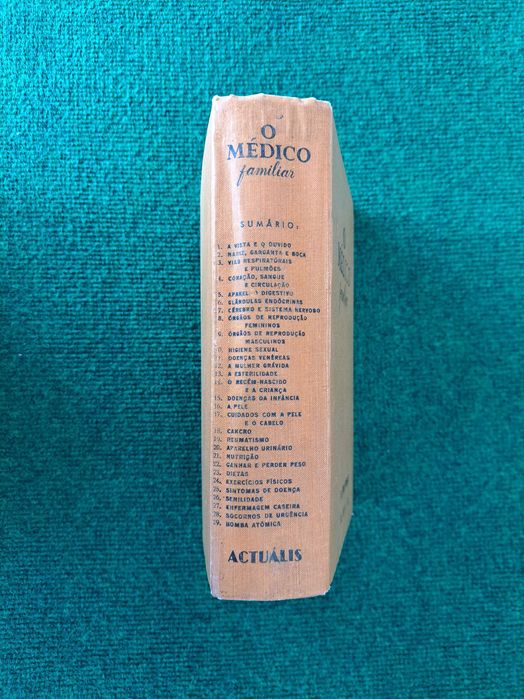 O
MÉDICO
familiar
SUMÁRIO:
1. A VISTA E O OUVIDO
2. NARIZ, GARGANTA E BOCA
3. VIAS RESPIRATÓRIAS
E PULMÕES
4. CORAÇÃO, SANGUE
E CIRCULAÇÃO
5. APARELHO DIGESTIVO
6. GLÂNDULAS ENDÓCRINAS
7. CÉREBRO E SISTEMA NERVOSO
8. ÓRGÃOS DE REPRODUÇÃO
FEMININOS
9. ÓRGÃOS DE REPRODUÇÃO
MASCULINOS
10. HIGIENE SEXUAL
11. DOENÇAS VENÉREAS
12. A MULHER GRÁVIDA
13. A ESTERILIDADE
14. O RECÉM-NASCIDO
E A CRIANÇA
15. DOENÇAS DA INFÂNCIA
16. A PELE
17. CUIDADOS COM A PELE
E O CABELO
18. CANCRO
19. REUMATISMO
20. APARELHO URINÁRIO
21. NUTRIÇÃO
22. GANHAR E PERDER PESO
23. DIETAS
24. EXERCÍCIOS FÍSICOS
25. SINTOMAS DE DOENÇA
26. SENILIDADE
27. ENFERMAGEM CASEIRA
28. SOCORROS DE URGÊNCIA
29. BOMBA ATÓMICA
ACTUÁLIS